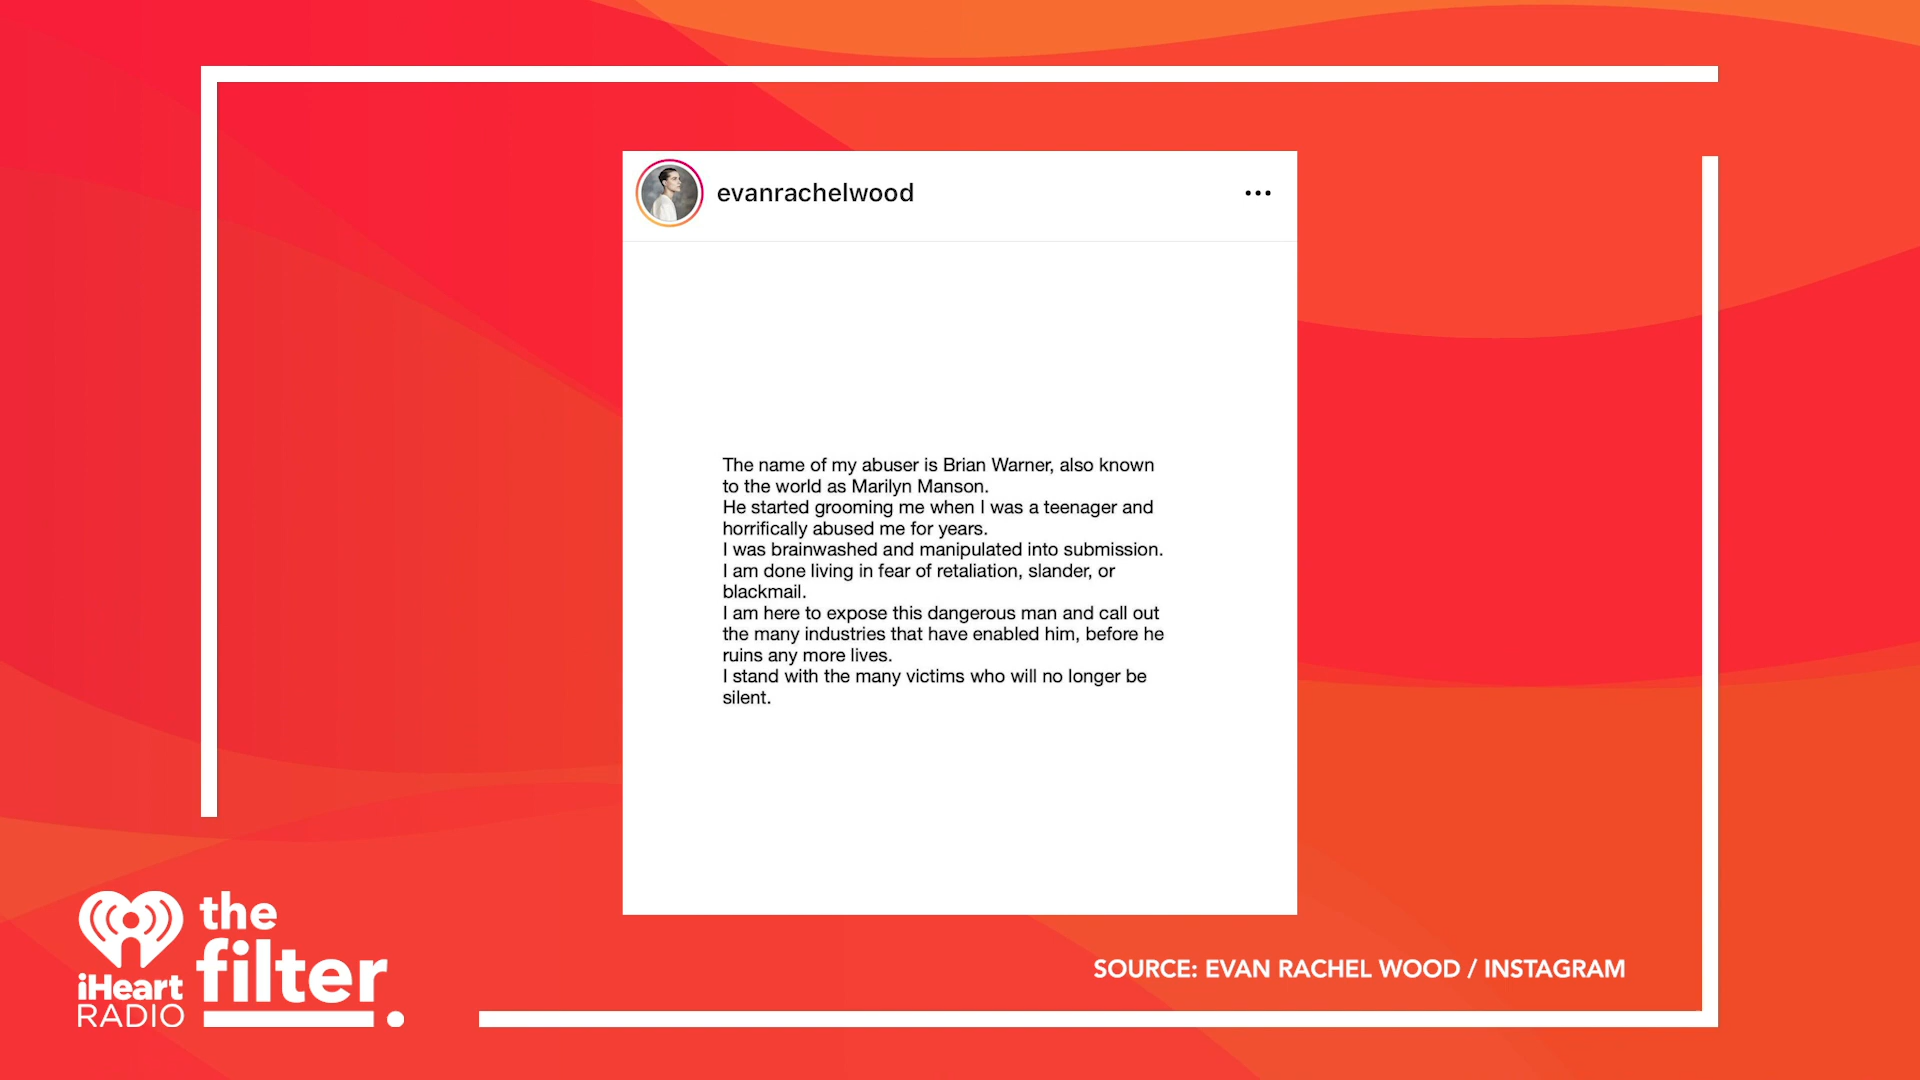 evanrachelwood
The name of my abuser is Brian Warner, also known
to the world as Marilyn Manson.
He started grooming me when I was a teenager and
horrifically abused me for years.
I was brainwashed and manipulated into submission.
I am done living in fear of retaliation, slander, or
blackmail.
I am here to expose this dangerous man and call out
the many industries that have enabled him, before he
ruins any more lives.
I stand with the many victims who will no longer be
silent.
SOURCE: EVAN RACHEL WOOD / INSTAGRAM
iHeart
RADIO
the
filter.